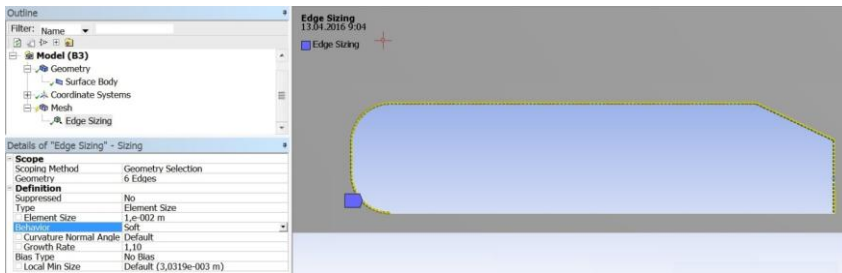 Outline
Filter: Name
Model (B3)
Geometry
Surface Body
Coordinate Systems
Mesh
Edge Sizing
Details of "Edge Sizing" - Sizing
Scope
Scoping Method Geometry Selection
Geometry 6 Edges
Definition
Suppressed No
Type Element Size
Element Size 1,e-002 m
Behavior Soft
Curvature Normal Angle Default
Growth Rate 1,10
Bias Type No Bias
Local Min Size Default (3,0319e-003 m)
Edge Sizing
13.04.2016 9:04
Edge Sizing